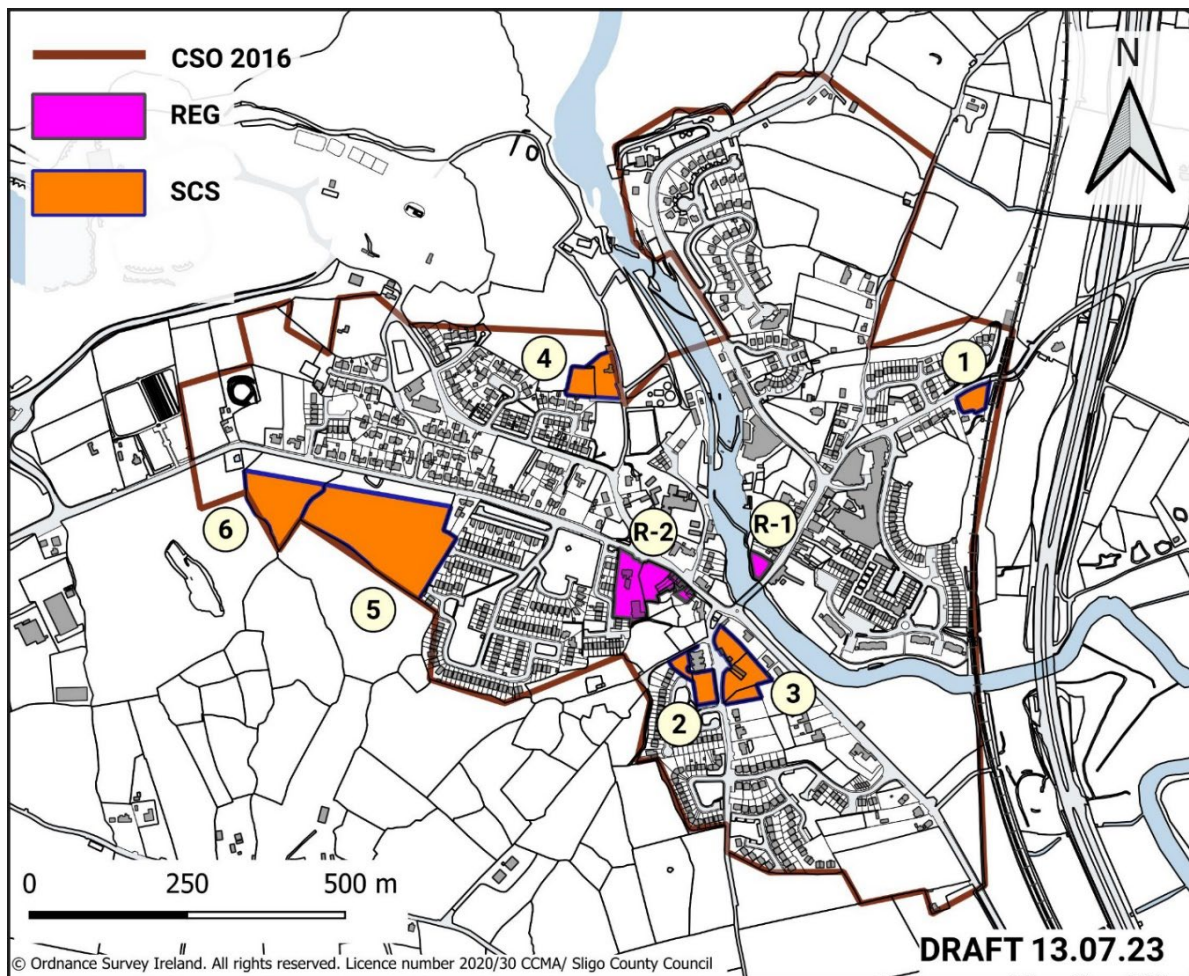 CSO 2016
REG
SCS
N
4
1
R-2
R-1
6
5
2
3
0 250 500 m
DRAFT 13.07.23
© Ordnance Survey Ireland. All rights reserved. Licence number 2020/30 CCMA/ Sligo County Council